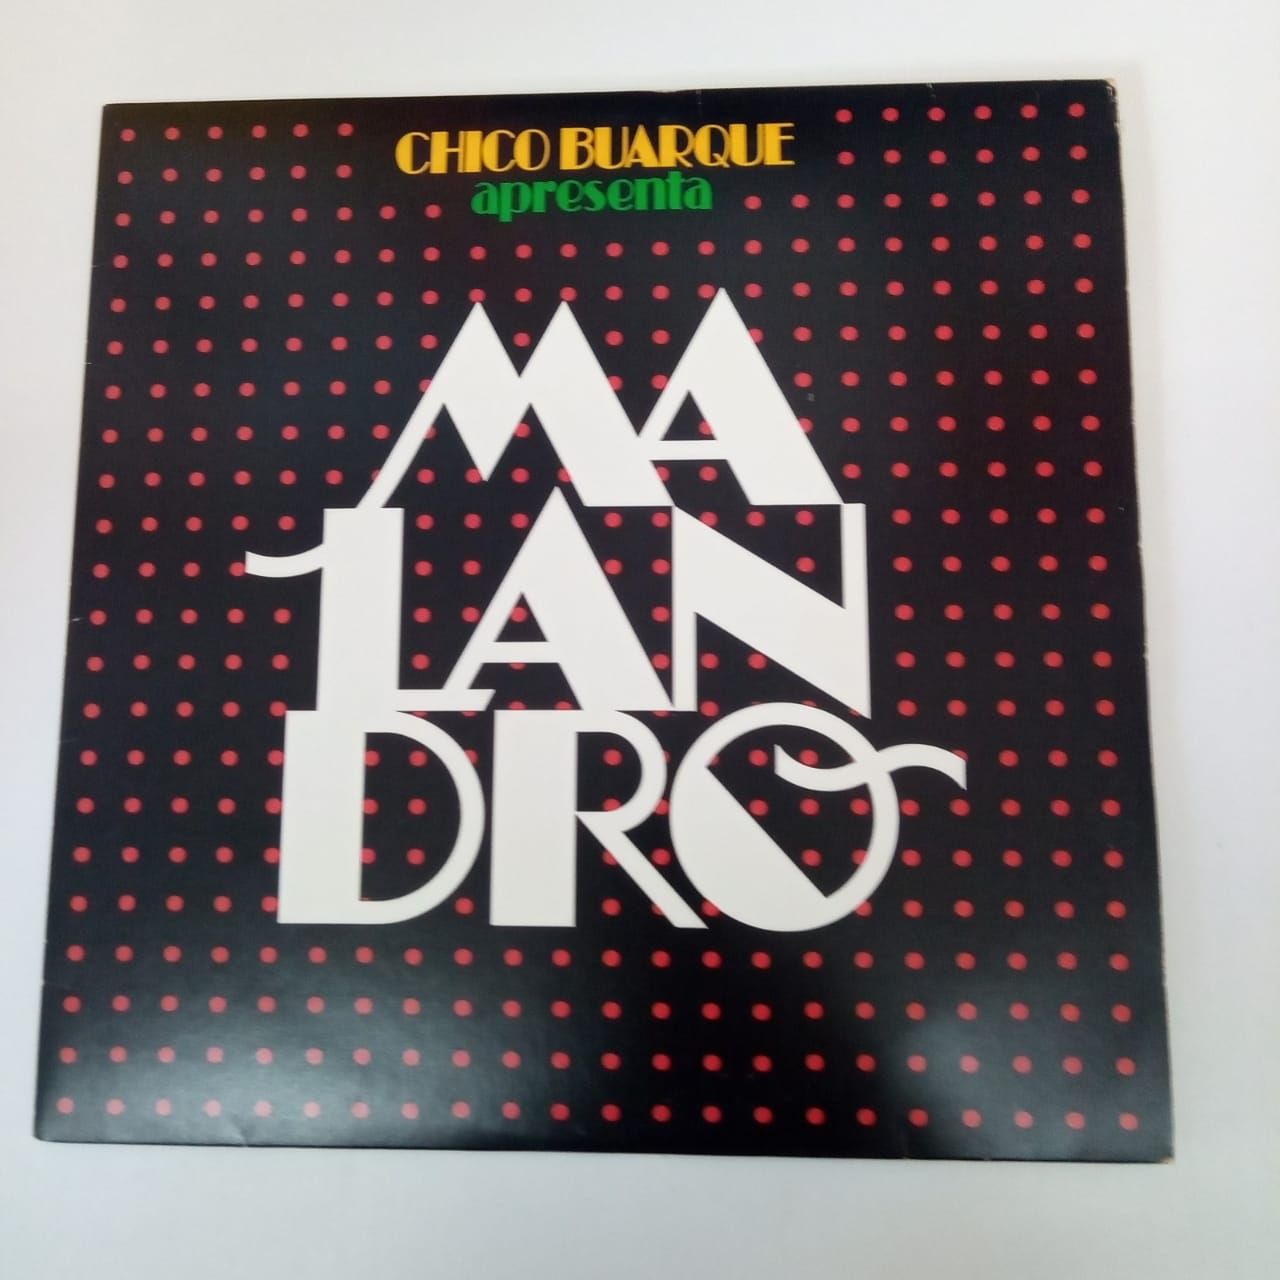 CHICO BUARQUE
apresenta
MA
LAN
DRO